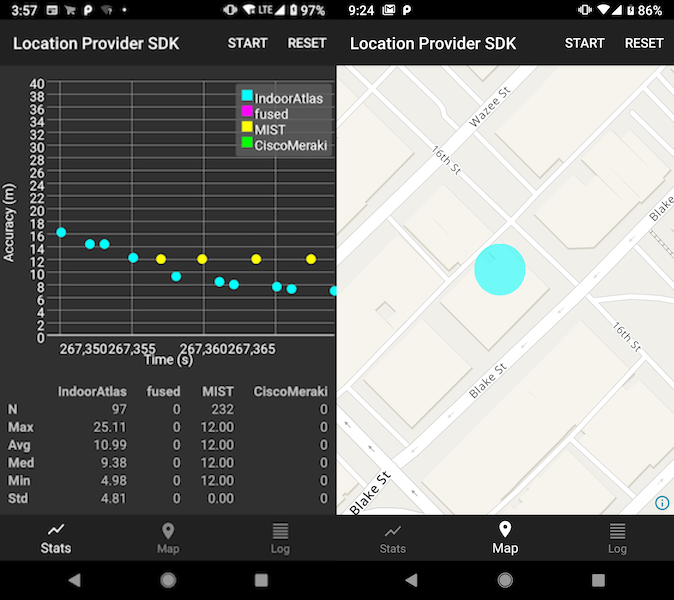 3:57 LTE 97%
Location Provider SDK START RESET
40
38
36
34
32
30
28
26
24
22
20
18
16
14
12
10
8
6
4
2
0
Accuracy (m)
IndoorAtlas
fused
MIST
CiscoMeraki
267,350 267,355 267,360 267,365
Time (s)
IndoorAtlas fused MIST CiscoMeraki
N 97 0 232 0
Max 25.11 0 12.00 0
Avg 10.99 0 12.00 0
Med 9.38 0 12.00 0
Min 4.98 0 12.00 0
Std 4.81 0 0.00 0
Stats Map Log
9:24 86%
Location Provider SDK START RESET
Wazee St
16th St
Blake
16th St
Blake St
Blake St
Stats Map Log